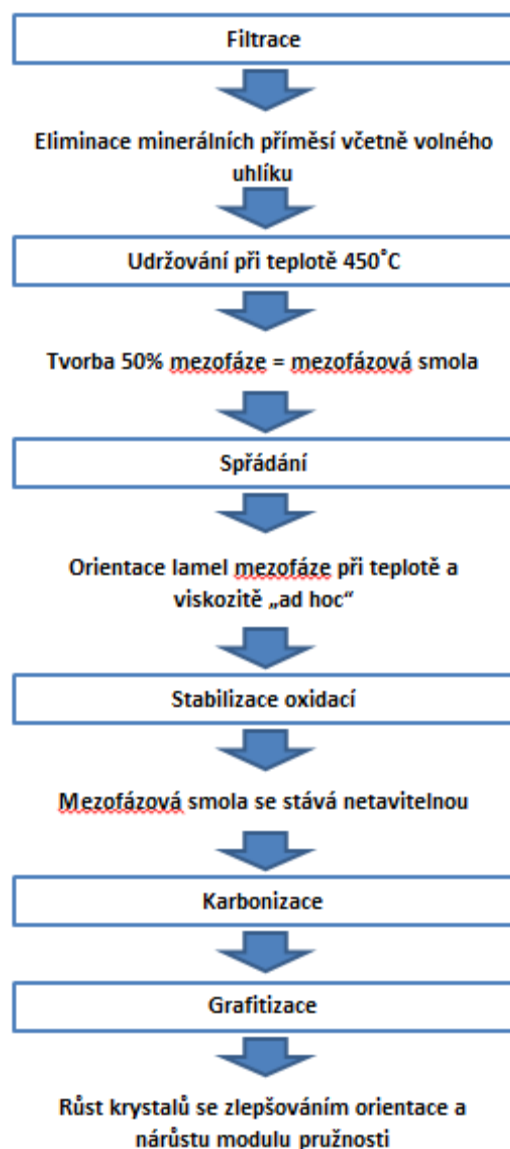 Filtrace
Eliminace minerálních příměsí včetně volného
uhlíku
Udržování při teplotě 450˚C
Tvorba 50% mezofáze = mezofázová smola
Spřádání
Orientace lamel mezofáze při teplotě a
viskozitě „ad hoc“
Stabilizace oxidací
Mezofázová smola se stává netavitelnou
Karbonizace
Grafitizace
Růst krystalů se zlepšováním orientace a
nárůstu modulu pružnosti